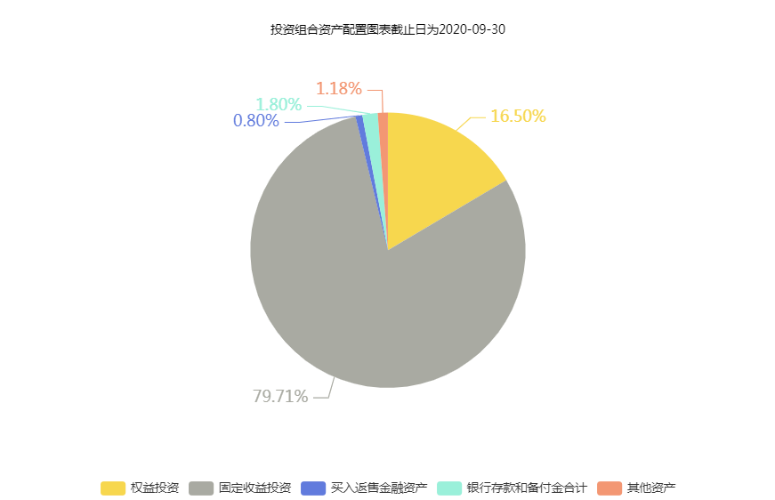 投资组合资产配置图表截止日为2020-09-30
1.18%
1.80%
0.80%
16.50%
79.71%
权益投资 固定收益投资 买入返售金融资产 银行存款和备付金合计 其他资产